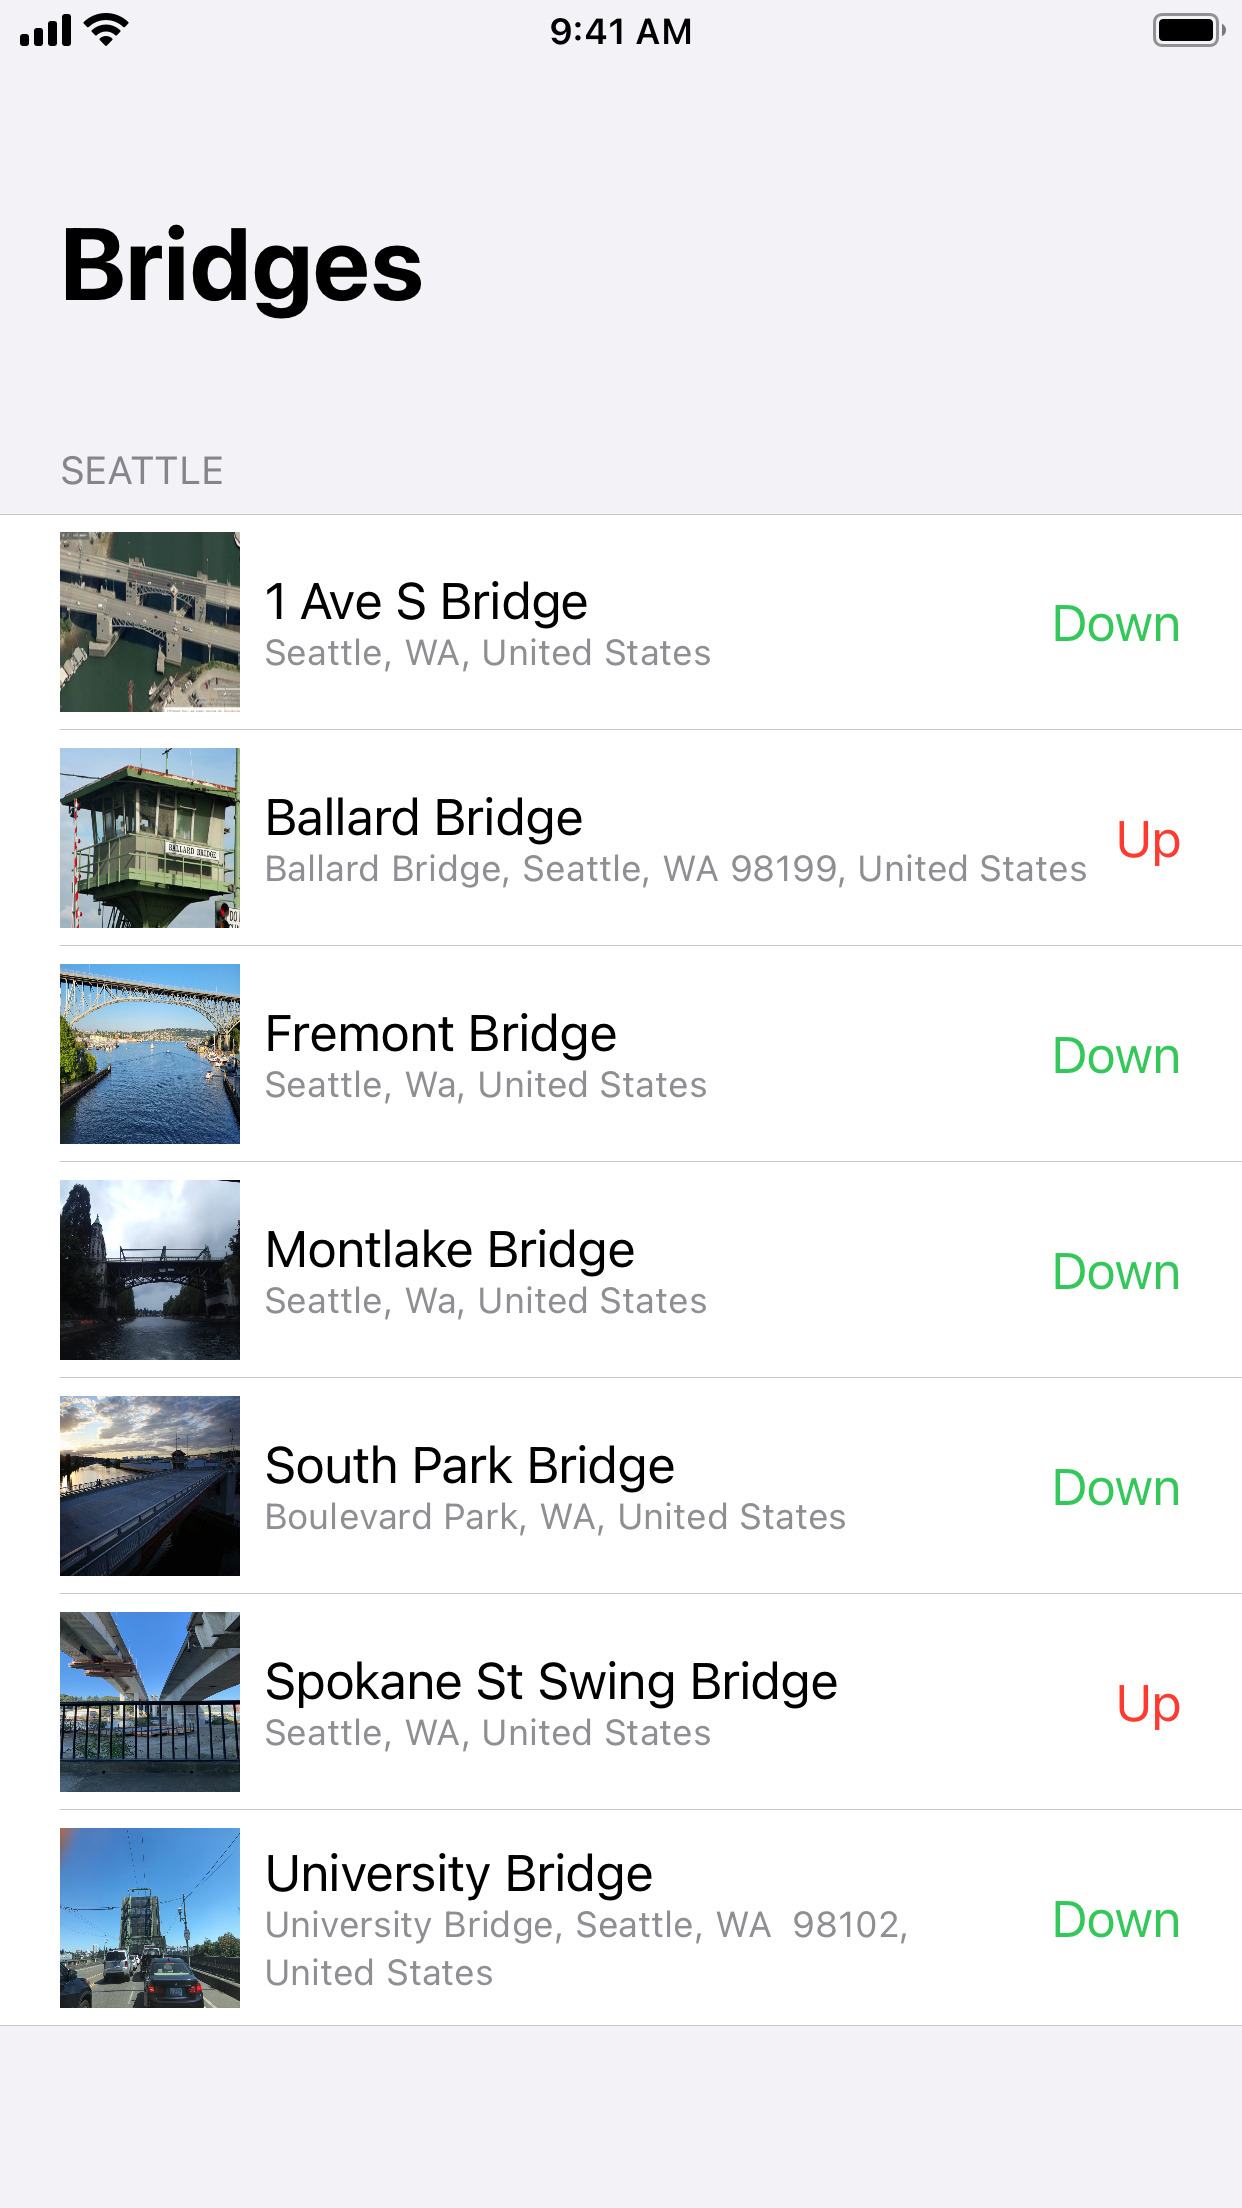 9:41 AM
Bridges
SEATTLE
1 Ave S Bridge
Seattle, WA, United States
Down
BALLARD BRIDGE
Ballard Bridge
Ballard Bridge, Seattle, WA 98199, United States
Up
DO
Fremont Bridge
Seattle, Wa, United States
Down
Montlake Bridge
Seattle, Wa, United States
Down
South Park Bridge
Boulevard Park, WA, United States
Down
Spokane St Swing Bridge
Seattle, WA, United States
Up
University Bridge
University Bridge, Seattle, WA  98102,
United States
Down